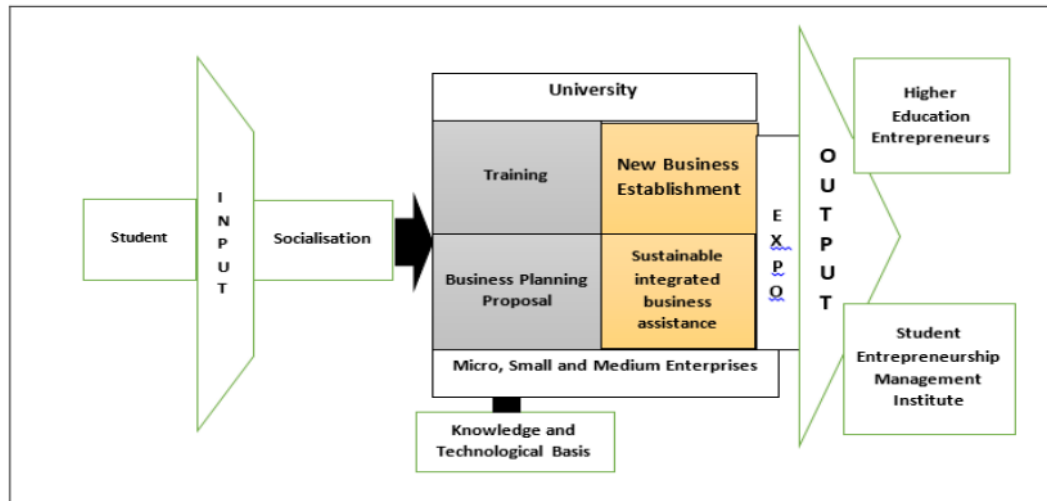 Student
I
N
P
U
T
Socialisation
University
Training
New Business
Establishment
Business Planning
Proposal
Sustainable
integrated
business
assistance
Micro, Small and Medium Enterprises
Knowledge and
Technological Basis
E
X
P
O
O
U
T
P
U
T
Higher
Education
Entrepreneurs
Student
Entrepreneurship
Management
Institute